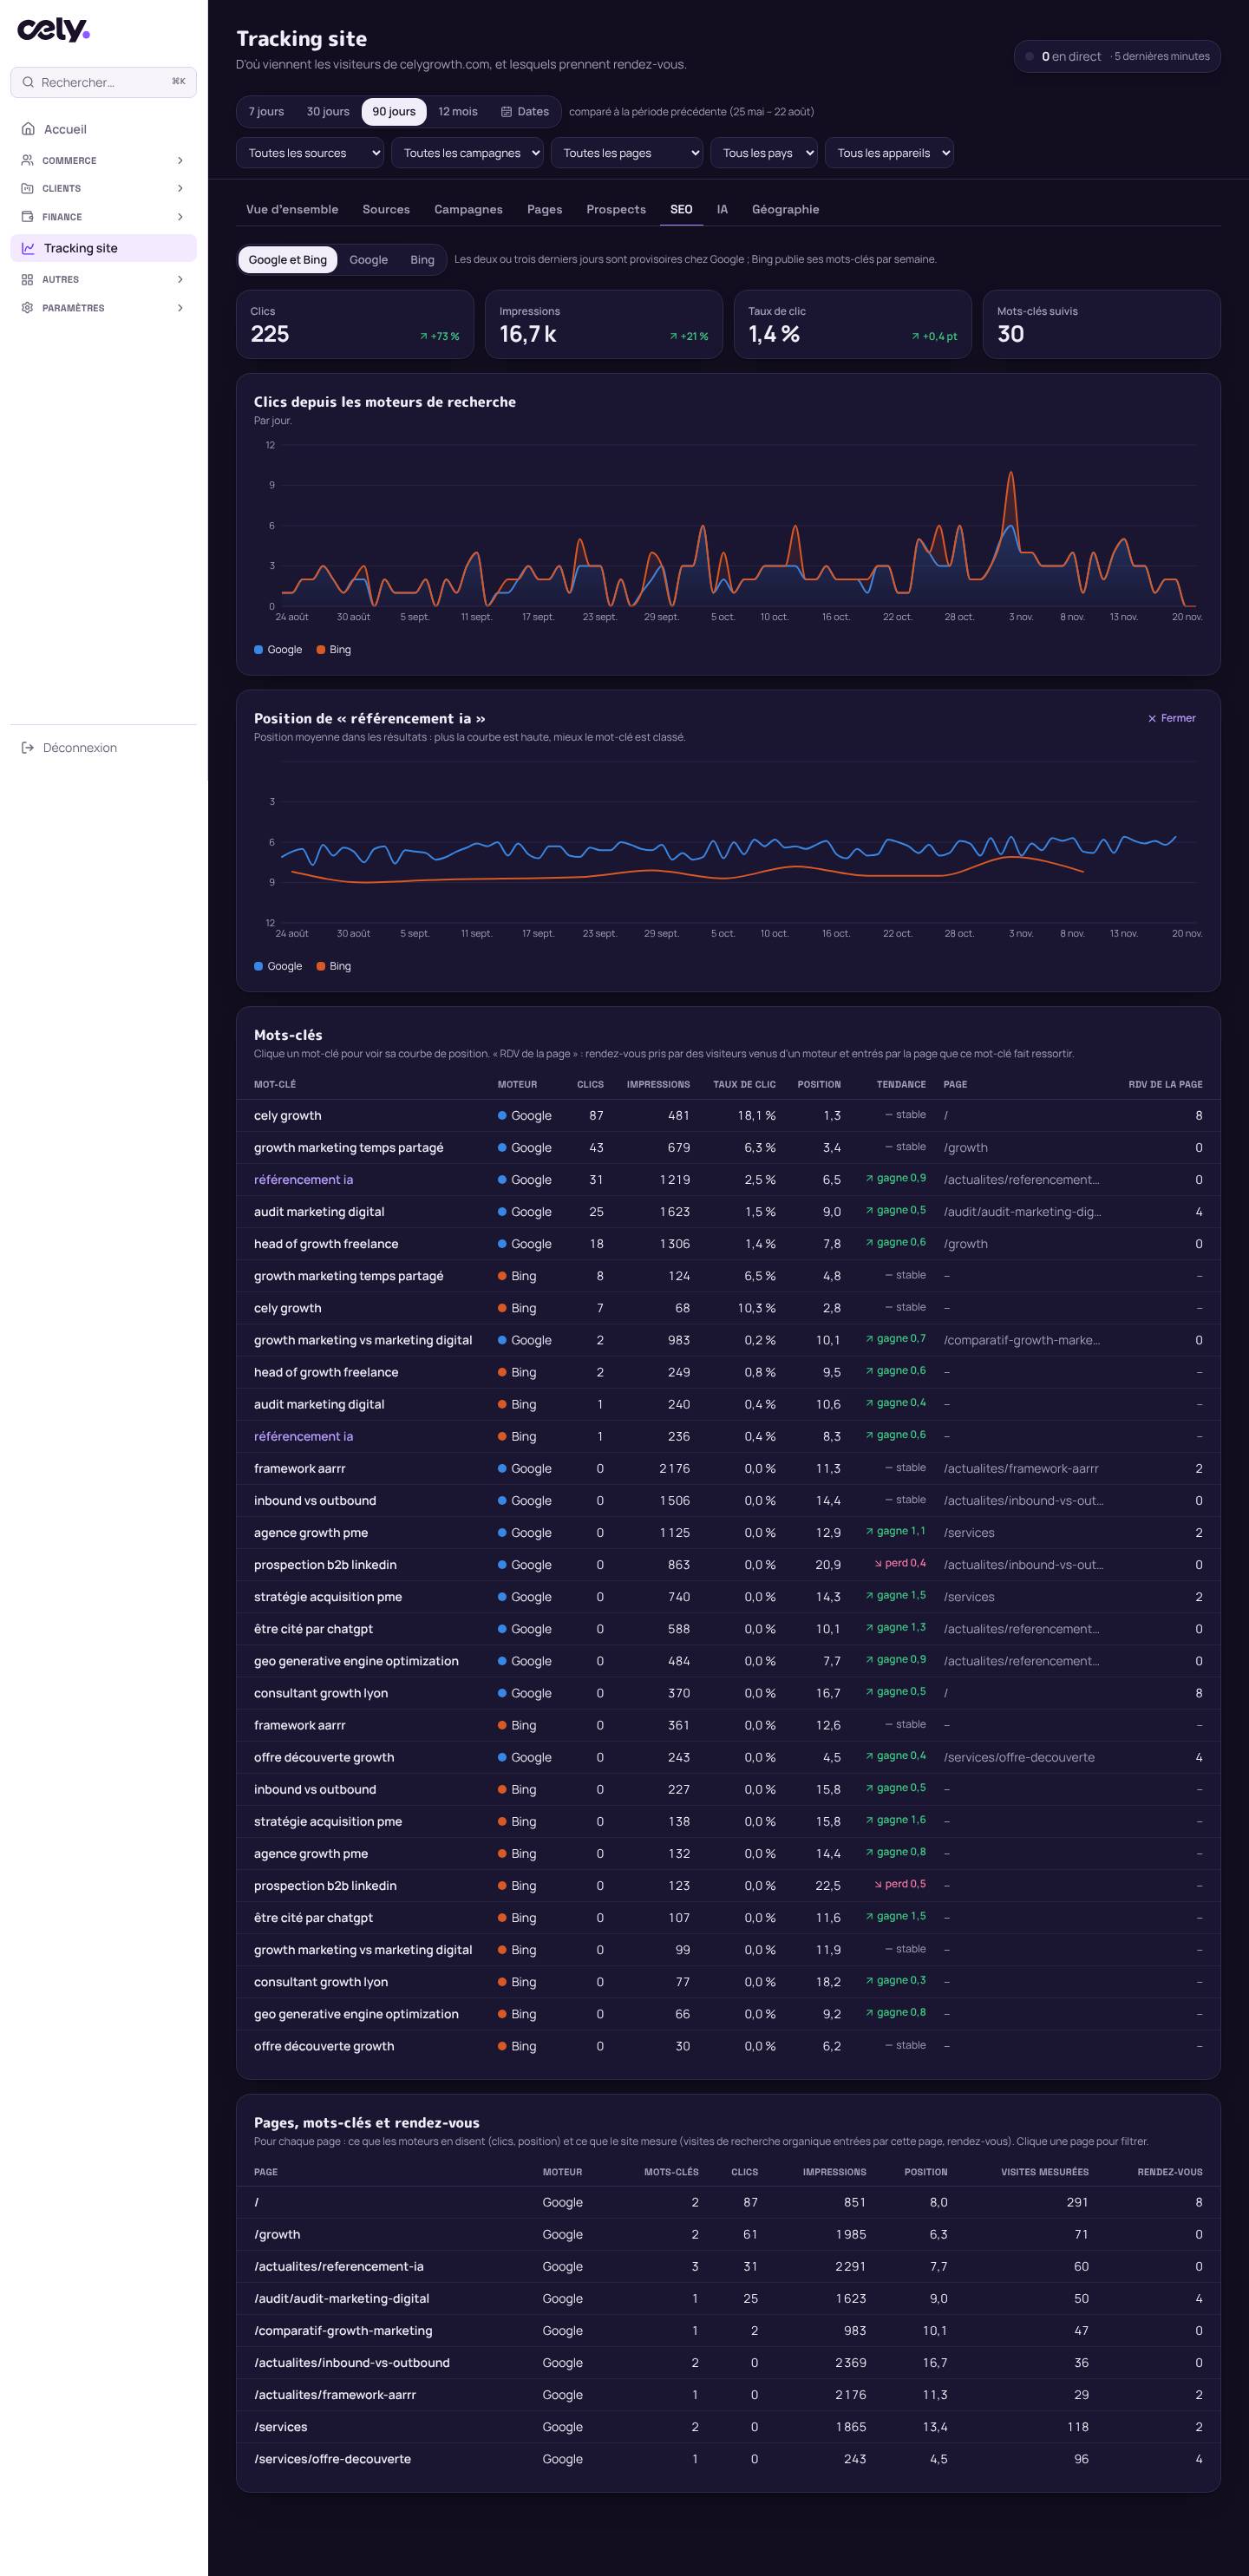 cely.
Rechercher... ⌘K
Accueil
COMMERCE
CLIENTS
FINANCE
Tracking site
AUTRES
PARAMÈTRES
Déconnexion
Tracking site
D'où viennent les visiteurs de celygrowth.com, et lesquels prennent rendez-vous.
0 en direct · 5 dernières minutes
7 jours 30 jours 90 jours 12 mois Dates comparé à la période précédente (25 mai – 22 août)
Toutes les sources Toutes les campagnes Toutes les pages Tous les pays Tous les appareils
Vue d'ensemble Sources Campagnes Pages Prospects SEO IA Géographie
Google et Bing Google Bing Les deux ou trois derniers jours sont provisoires chez Google ; Bing publie ses mots-clés par semaine.
Clics Impressions Taux de clic Mots-clés suivis
225 +73 % 16,7 k +21 % 1,4 % +0,4 pt 30
Clics depuis les moteurs de recherche
Par jour.
12
9
6
3
0
24 août 30 août 5 sept. 11 sept. 17 sept. 23 sept. 29 sept. 5 oct. 10 oct. 16 oct. 22 oct. 28 oct. 3 nov. 8 nov. 13 nov. 20 nov.
Google Bing
Position de « référencement ia » Fermer
Position moyenne dans les résultats : plus la courbe est haute, mieux le mot-clé est classé.
3
6
9
12
24 août 30 août 5 sept. 11 sept. 17 sept. 23 sept. 29 sept. 5 oct. 10 oct. 16 oct. 22 oct. 28 oct. 3 nov. 8 nov. 13 nov. 20 nov.
Google Bing
Mots-clés
Clique un mot-clé pour voir sa courbe de position. « RDV de la page » : rendez-vous pris par des visiteurs venus d'un moteur et entrés par la page que ce mot-clé fait ressortir.
MOT-CLÉ MOTEUR CLICS IMPRESSIONS TAUX DE CLIC POSITION TENDANCE PAGE RDV DE LA PAGE
cely growth Google 87 481 18,1 % 1,3 — stable / 8
growth marketing temps partagé Google 43 679 6,3 % 3,4 — stable /growth 0
référencement ia Google 31 1 219 2,5 % 6,5 ↗ gagne 0,9 /actualites/referencement... 0
audit marketing digital Google 25 1 623 1,5 % 9,0 ↗ gagne 0,5 /audit/audit-marketing-dig... 4
head of growth freelance Google 18 1 306 1,4 % 7,8 ↗ gagne 0,6 /growth 0
growth marketing temps partagé Bing 8 124 6,5 % 4,8 — stable – –
cely growth Bing 7 68 10,3 % 2,8 — stable – –
growth marketing vs marketing digital Google 2 983 0,2 % 10,1 ↗ gagne 0,7 /comparatif-growth-marke... 0
head of growth freelance Bing 2 249 0,8 % 9,5 ↗ gagne 0,6 – –
audit marketing digital Bing 1 240 0,4 % 10,6 ↗ gagne 0,4 – –
référencement ia Bing 1 236 0,4 % 8,3 ↗ gagne 0,6 – –
framework aarrr Google 0 2 176 0,0 % 11,3 — stable /actualites/framework-aarrr 2
inbound vs outbound Google 0 1 506 0,0 % 14,4 — stable /actualites/inbound-vs-out... 0
agence growth pme Google 0 1 125 0,0 % 12,9 ↗ gagne 1,1 /services 2
prospection b2b linkedin Google 0 863 0,0 % 20,9 ↘ perd 0,4 /actualites/inbound-vs-out... 0
stratégie acquisition pme Google 0 740 0,0 % 14,3 ↗ gagne 1,5 /services 2
être cité par chatgpt Google 0 588 0,0 % 10,1 ↗ gagne 1,3 /actualites/referencement... 0
geo generative engine optimization Google 0 484 0,0 % 7,7 ↗ gagne 0,9 /actualites/referencement... 0
consultant growth lyon Google 0 370 0,0 % 16,7 ↗ gagne 0,5 / 8
framework aarrr Bing 0 361 0,0 % 12,6 — stable – –
offre découverte growth Google 0 243 0,0 % 4,5 ↗ gagne 0,4 /services/offre-decouverte 4
inbound vs outbound Bing 0 227 0,0 % 15,8 ↗ gagne 0,5 – –
stratégie acquisition pme Bing 0 138 0,0 % 15,8 ↗ gagne 1,6 – –
agence growth pme Bing 0 132 0,0 % 14,4 ↗ gagne 0,8 – –
prospection b2b linkedin Bing 0 123 0,0 % 22,5 ↘ perd 0,5 – –
être cité par chatgpt Bing 0 107 0,0 % 11,6 ↗ gagne 1,5 – –
growth marketing vs marketing digital Bing 0 99 0,0 % 11,9 — stable – –
consultant growth lyon Bing 0 77 0,0 % 18,2 ↗ gagne 0,3 – –
geo generative engine optimization Bing 0 66 0,0 % 9,2 ↗ gagne 0,8 – –
offre découverte growth Bing 0 30 0,0 % 6,2 — stable – –
Pages, mots-clés et rendez-vous
Pour chaque page : ce que les moteurs en disent (clics, position) et ce que le site mesure (visites de recherche organique entrées par cette page, rendez-vous). Clique une page pour filtrer.
PAGE MOTEUR MOTS-CLÉS CLICS IMPRESSIONS POSITION VISITES MESURÉES RENDEZ-VOUS
/ Google 2 87 851 8,0 291 8
/growth Google 2 61 1 985 6,3 71 0
/actualites/referencement-ia Google 3 31 2 291 7,7 60 0
/audit/audit-marketing-digital Google 1 25 1 623 9,0 50 4
/comparatif-growth-marketing Google 1 2 983 10,1 47 0
/actualites/inbound-vs-outbound Google 2 0 2 369 16,7 36 0
/actualites/framework-aarrr Google 1 0 2 176 11,3 29 2
/services Google 2 0 1 865 13,4 118 2
/services/offre-decouverte Google 1 0 243 4,5 96 4